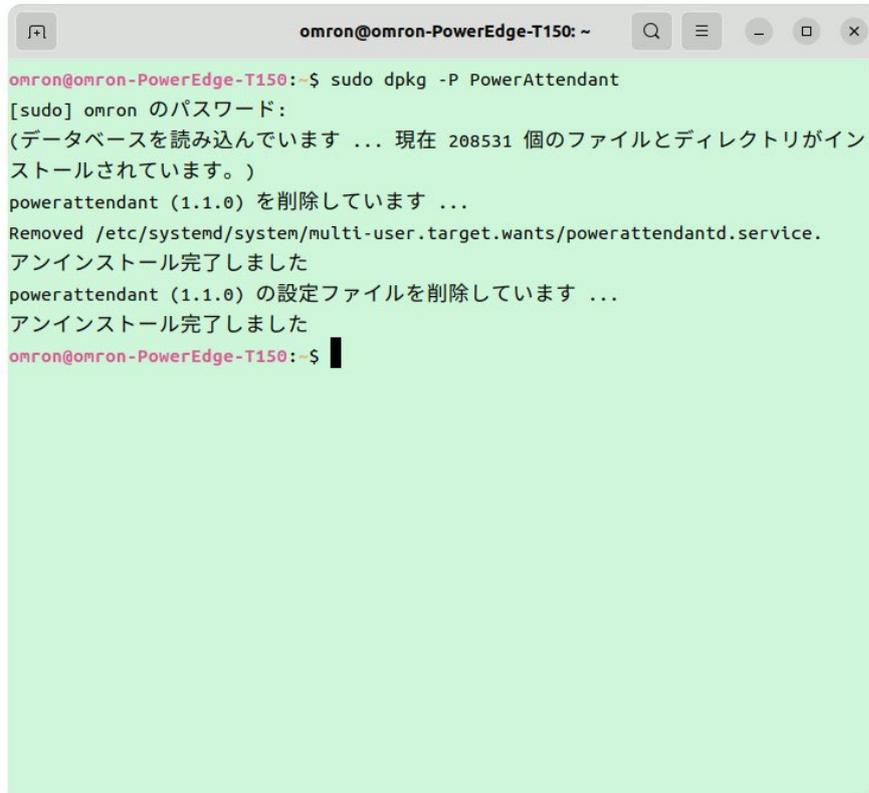 omron@omron-PowerEdge-T150: ~
omron@omron-PowerEdge-T150:~$ sudo dpkg -P PowerAttendant
[sudo] omron のパスワード:
(データベースを読み込んでいます ... 現在 208531 個のファイルとディレクトリがイン
ストールされています。)
powerattendant (1.1.0) を削除しています ...
Removed /etc/systemd/system/multi-user.target.wants/powerattendantd.service.
アンインストール完了しました
powerattendant (1.1.0) の設定ファイルを削除しています ...
アンインストール完了しました
omron@omron-PowerEdge-T150:~$